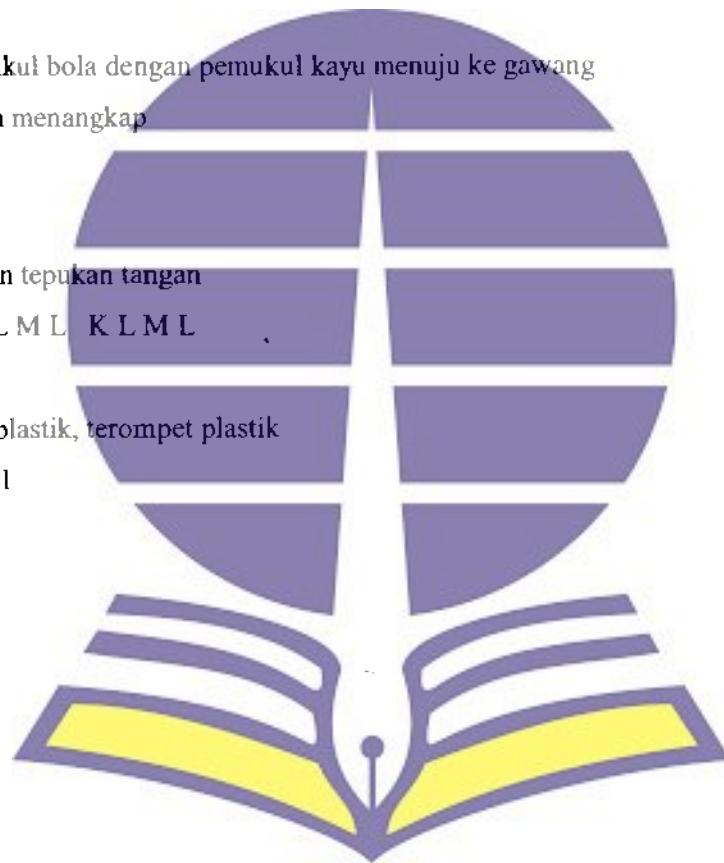 kul bola dengan pemukul kayu menuju ke gawang
menangkap
tepukan tangan
L M L K L M L
plastik, terompet plastik